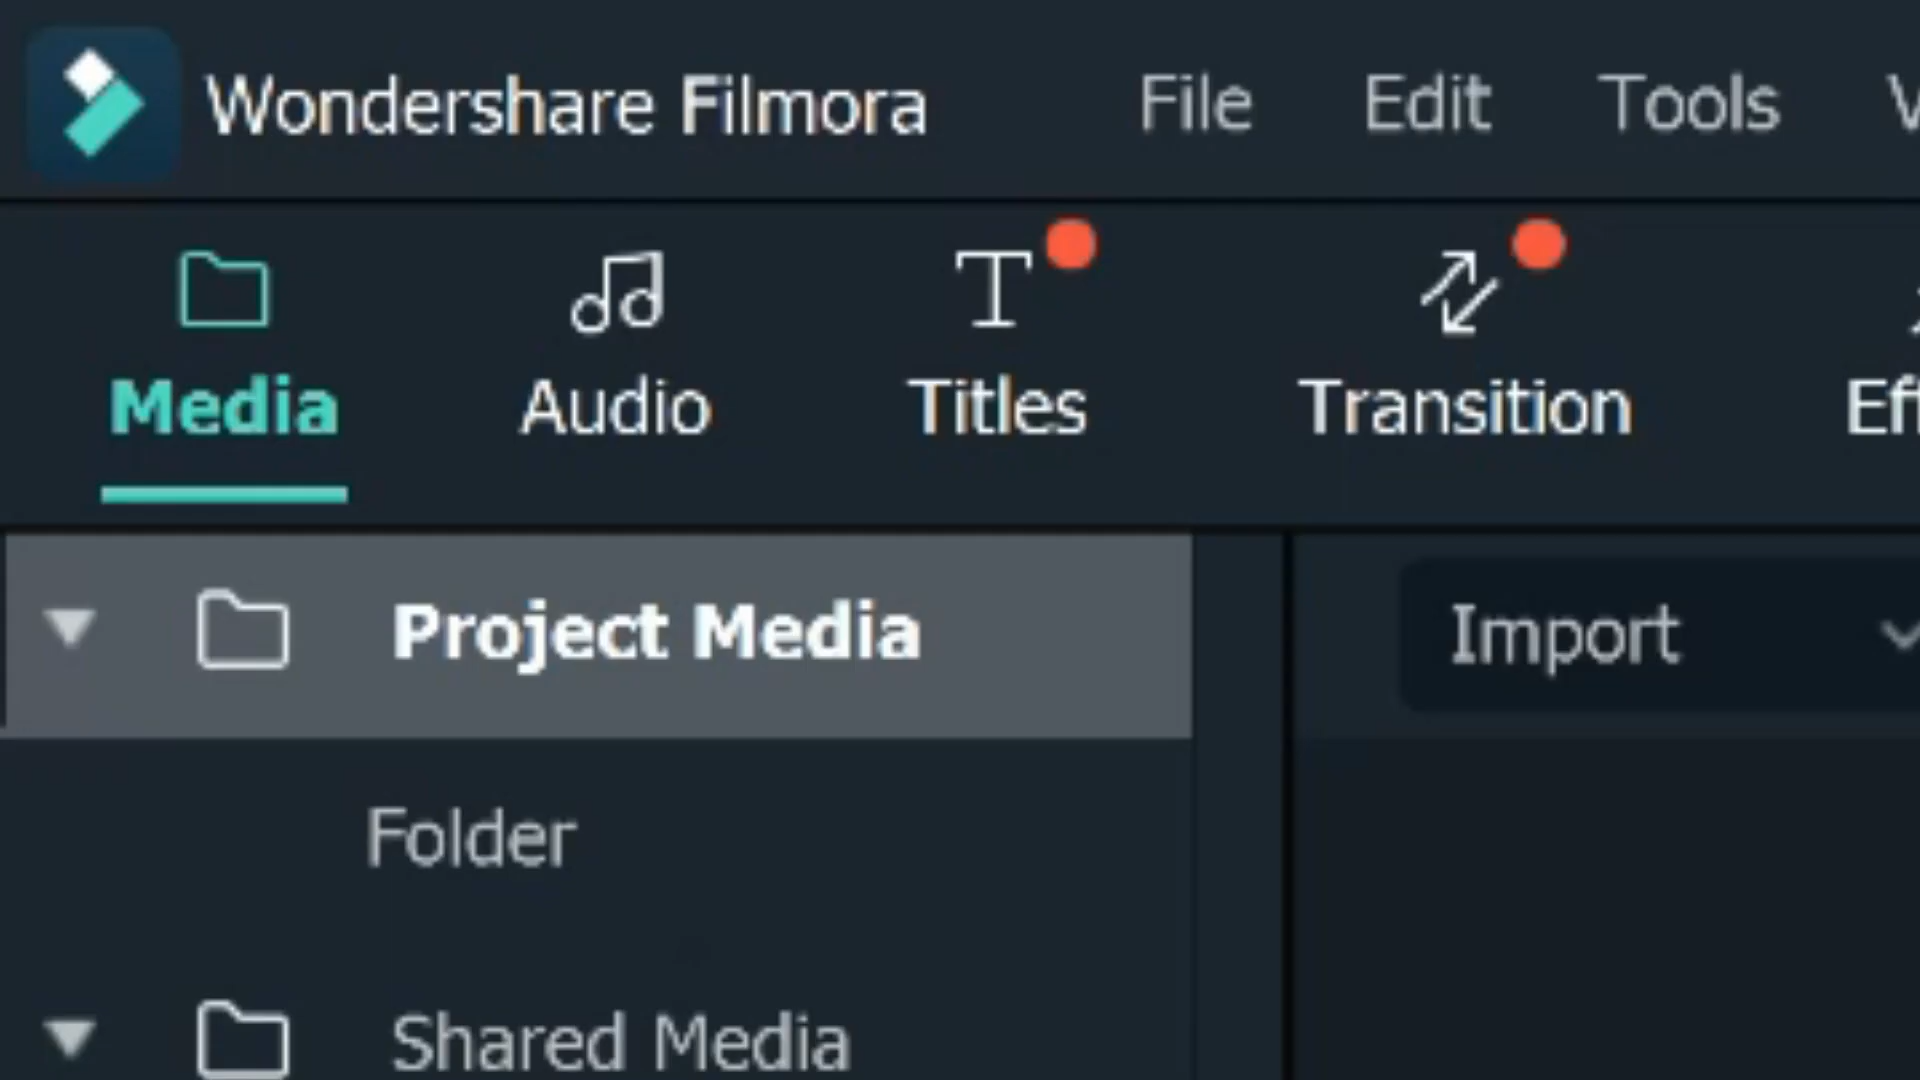 Wondershare Filmora File Edit Tools
Media Audio Titles Transition
Project Media Import
Folder
Shared Media